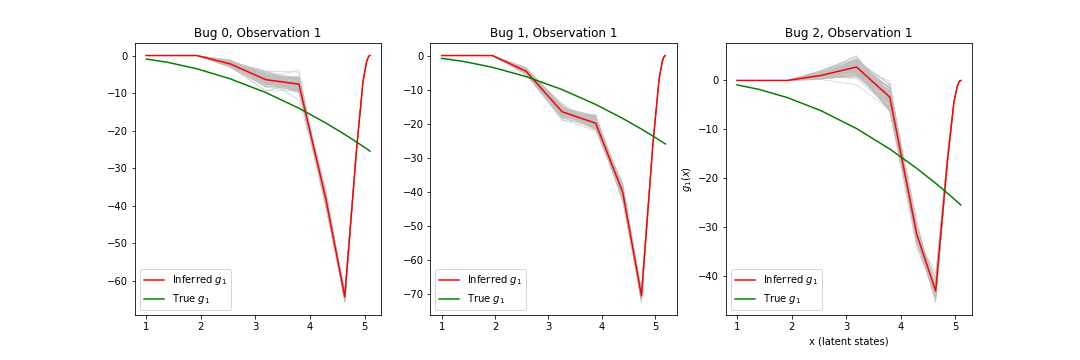 Bug 0, Observation 1
0
−10
−20
−30
−40
−50
−60
1 2 3 4 5
Inferred g₁
True g₁
Bug 1, Observation 1
0
−10
−20
−30
−40
−50
−60
−70
1 2 3 4 5
Inferred g₁
True g₁
Bug 2, Observation 1
g₁(x)
0
−10
−20
−30
−40
1 2 3 4 5
x (latent states)
Inferred g₁
True g₁